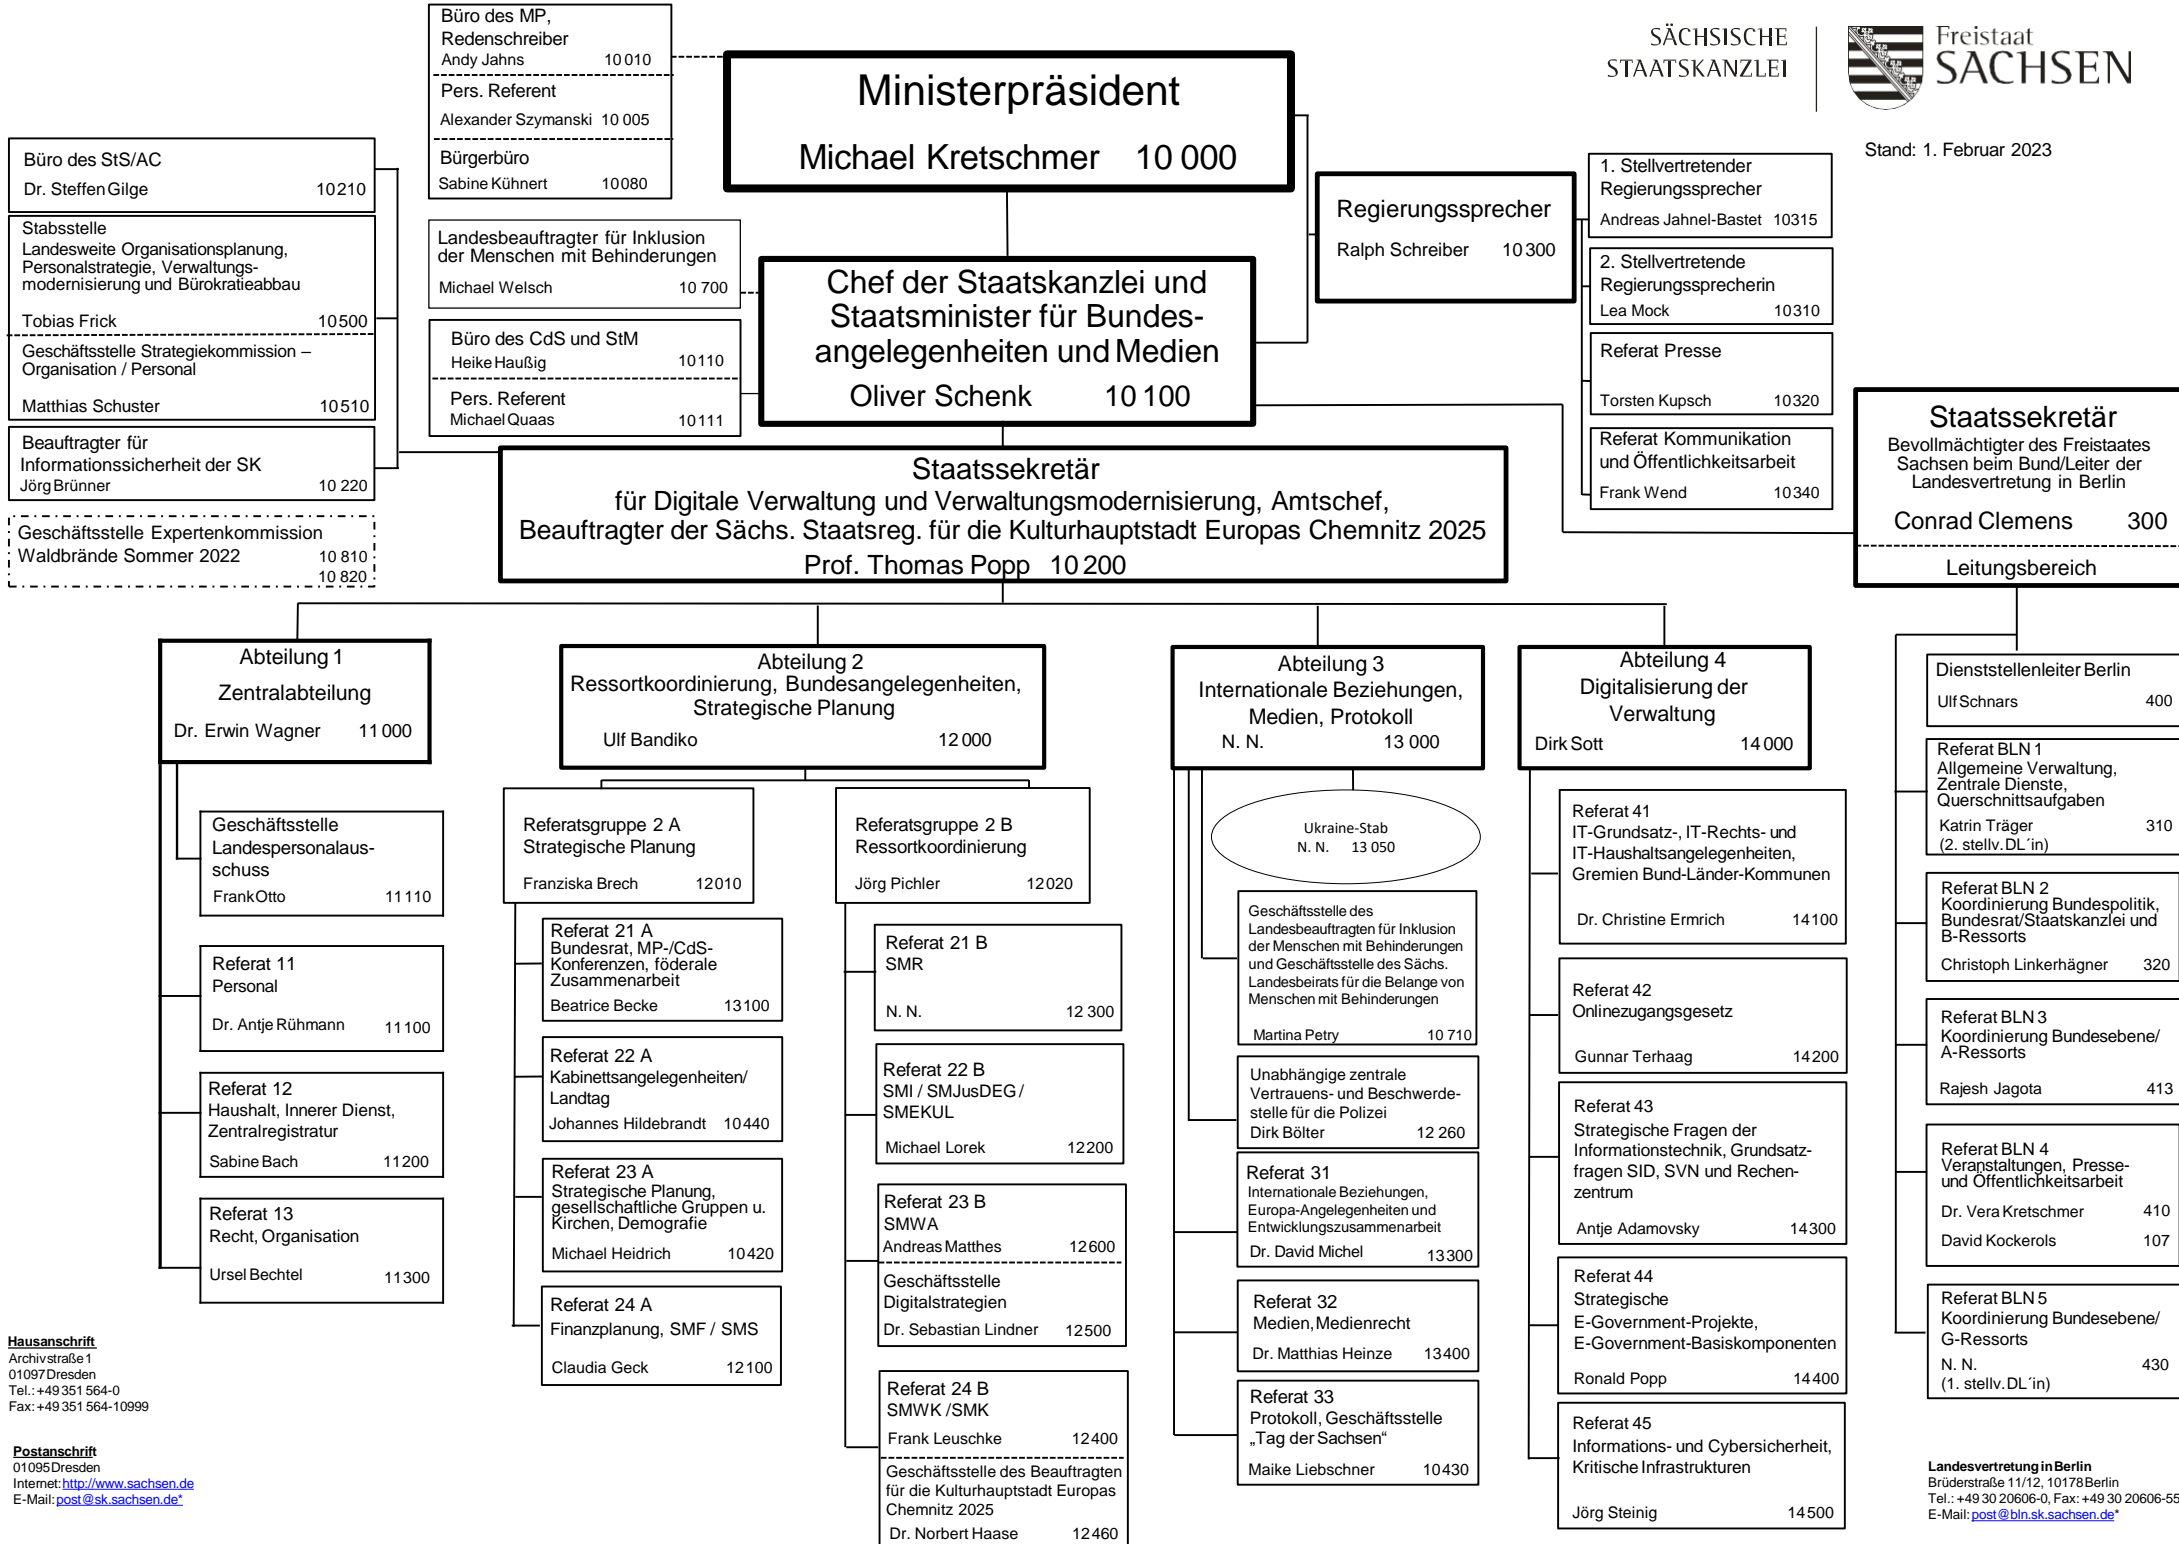 SÄCHSISCHE
STAATSKANZLEI
Freistaat
SACHSEN
Stand: 1. Februar 2023
Büro des MP,
Redenschreiber
Andy Jahns 10 010
Pers. Referent
Alexander Szymanski 10 005
Bürgerbüro
Sabine Kühnert 10 080
Ministerpräsident
Michael Kretschmer 10 000
Büro des StS/AC
Dr. Steffen Gilge 10 210
Stabsstelle
Landesweite Organisationsplanung,
Personalstrategie, Verwaltungs-
modernisierung und Bürokratieabbau
Tobias Frick 10 500
Geschäftsstelle Strategiekommission –
Organisation / Personal
Matthias Schuster 10 510
Beauftragter für
Informationssicherheit der SK
Jörg Brünner 10 220
Geschäftsstelle Expertenkommission
Waldbrände Sommer 2022 10 810
10 820
Landesbeauftragter für Inklusion
der Menschen mit Behinderungen
Michael Welsch 10 700
Büro des CdS und StM
Heike Haußig 10 110
Pers. Referent
Michael Quaas 10 111
Chef der Staatskanzlei und
Staatsminister für Bundes-
angelegenheiten und Medien
Oliver Schenk 10 100
Regierungssprecher
Ralph Schreiber 10 300
1. Stellvertretender
Regierungssprecher
Andreas Jahnel-Bastet 10 315
2. Stellvertretende
Regierungssprecherin
Lea Mock 10 310
Referat Presse
Torsten Kupsch 10 320
Referat Kommunikation
und Öffentlichkeitsarbeit
Frank Wend 10 340
Staatssekretär
Bevollmächtigter des Freistaates
Sachsen beim Bund/Leiter der
Landesvertretung in Berlin
Conrad Clemens 300
Leitungsbereich
Staatssekretär
für Digitale Verwaltung und Verwaltungsmodernisierung, Amtschef,
Beauftragter der Sächs. Staatsreg. für die Kulturhauptstadt Europas Chemnitz 2025
Prof. Thomas Popp 10 200
Abteilung 1
Zentralabteilung
Dr. Erwin Wagner 11 000
Geschäftsstelle
Landespersonalaus-
schuss
Frank Otto 11 110
Referat 11
Personal
Dr. Antje Rühmann 11 100
Referat 12
Haushalt, Innerer Dienst,
Zentralregistratur
Sabine Bach 11 200
Referat 13
Recht, Organisation
Ursel Bechtel 11 300
Abteilung 2
Ressortkoordinierung, Bundesangelegenheiten,
Strategische Planung
Ulf Bandiko 12 000
Referatsgruppe 2 A
Strategische Planung
Franziska Brech 12 010
Referat 21 A
Bundesrat, MP-/CdS-
Konferenzen, föderale
Zusammenarbeit
Beatrice Becke 13 100
Referat 22 A
Kabinettsangelegenheiten/
Landtag
Johannes Hildebrandt 10 440
Referat 23 A
Strategische Planung,
gesellschaftliche Gruppen u.
Kirchen, Demografie
Michael Heidrich 10 420
Referat 24 A
Finanzplanung, SMF / SMS
Claudia Geck 12 100
Referatsgruppe 2 B
Ressortkoordinierung
Jörg Pichler 12 020
Referat 21 B
SMR
N. N. 12 300
Referat 22 B
SMI / SMJusDEG /
SMEKUL
Michael Lorek 12 200
Referat 23 B
SMWA
Andreas Matthes 12 600
Geschäftsstelle
Digitalstrategien
Dr. Sebastian Lindner 12 500
Referat 24 B
SMWK / SMK
Frank Leuschke 12 400
Geschäftsstelle des Beauftragten
für die Kulturhauptstadt Europas
Chemnitz 2025
Dr. Norbert Haase 12 460
Abteilung 3
Internationale Beziehungen,
Medien, Protokoll
N. N. 13 000
Ukraine-Stab
N. N. 13 050
Geschäftsstelle des
Landesbeauftragten für Inklusion
der Menschen mit Behinderungen
und Geschäftsstelle des Sächs.
Landesbeirats für die Belange von
Menschen mit Behinderungen
Martina Petry 10 710
Unabhängige zentrale
Vertrauens- und Beschwerde-
stelle für die Polizei
Dirk Bölter 12 260
Referat 31
Internationale Beziehungen,
Europa-Angelegenheiten und
Entwicklungszusammenarbeit
Dr. David Michel 13 300
Referat 32
Medien, Medienrecht
Dr. Matthias Heinze 13 400
Referat 33
Protokoll, Geschäftsstelle
„Tag der Sachsen“
Maike Liebschner 10 430
Abteilung 4
Digitalisierung der
Verwaltung
Dirk Sott 14 000
Referat 41
IT-Grundsatz-, IT-Rechts- und
IT-Haushaltsangelegenheiten,
Gremien Bund-Länder-Kommunen
Dr. Christine Ermrich 14 100
Referat 42
Onlinezugangsgesetz
Gunnar Terhaag 14 200
Referat 43
Strategische Fragen der
Informationstechnik, Grundsatz-
fragen SID, SVN und Rechen-
zentrum
Antje Adamovsky 14 300
Referat 44
Strategische
E-Government-Projekte,
E-Government-Basiskomponenten
Ronald Popp 14 400
Referat 45
Informations- und Cybersicherheit,
Kritische Infrastrukturen
Jörg Steinig 14 500
Dienststellenleiter Berlin
Ulf Schnars 400
Referat BLN 1
Allgemeine Verwaltung,
Zentrale Dienste,
Querschnittsaufgaben
Katrin Träger 310
(2. stellv. DL´in)
Referat BLN 2
Koordinierung Bundespolitik,
Bundesrat/Staatskanzlei und
B-Ressorts
Christoph Linkerhägner 320
Referat BLN 3
Koordinierung Bundesebene/
A-Ressorts
Rajesh Jagota 413
Referat BLN 4
Veranstaltungen, Presse-
und Öffentlichkeitsarbeit
Dr. Vera Kretschmer 410
David Kockerols 107
Referat BLN 5
Koordinierung Bundesebene/
G-Ressorts
N. N. 430
(1. stellv. DL´in)
Hausanschrift
Archivstraße 1
01097 Dresden
Tel.: +49 351 564-0
Fax: +49 351 564-10999
Postanschrift
01095 Dresden
Internet: http://www.sachsen.de
E-Mail: post@sk.sachsen.de*
Landesvertretung in Berlin
Brüderstraße 11/12, 10178 Berlin
Tel.: +49 30 20606-0, Fax: +49 30 20606-55
E-Mail: post@bln.sk.sachsen.de*